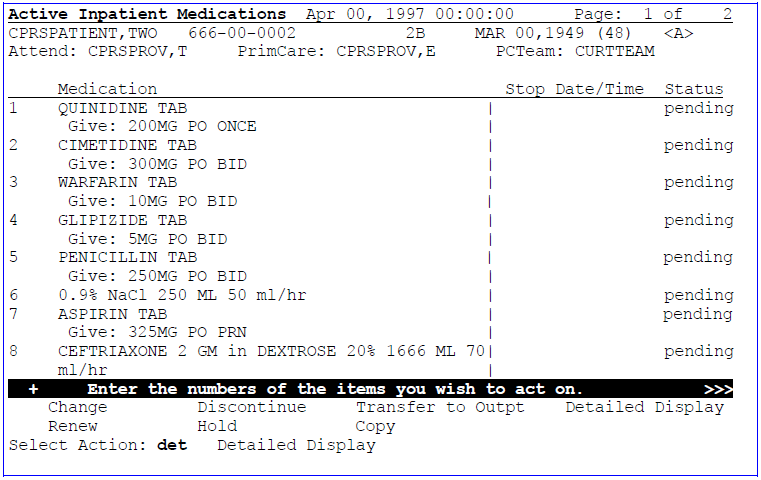 Active Inpatient Medications  Apr 00, 1997 00:00:00      Page:  1 of    2
CPRSPATIENT,TWO   666-00-0002           2B     MAR 00,1949 (48)   <A>
Attend: CPRSPROV,T     PrimCare: CPRSPROV,E      PCTeam: CURTTEAM
Medication                                   Stop Date/Time  Status
1    QUINIDINE TAB                              |                 pending
      Give: 200MG PO ONCE                       |
2    CIMETIDINE TAB                             |                 pending
      Give: 300MG PO BID                        |
3    WARFARIN TAB                               |                 pending
      Give: 10MG PO BID                         |
4    GLIPIZIDE TAB                              |                 pending
      Give: 5MG PO BID                          |
5    PENICILLIN TAB                             |                 pending
      Give: 250MG PO BID                        |
6    0.9% NaCl 250 ML 50 ml/hr                  |                 pending
7    ASPIRIN TAB                                |                 pending
      Give: 325MG PO PRN                        |
8    CEFTRIAXONE 2 GM in DEXTROSE 20% 1666 ML 70|                 pending
     ml/hr                                      |
+     Enter the numbers of the items you wish to act on.            >>>
Change         Discontinue     Transfer to Outpt    Detailed Display
Renew          Hold            Copy
Select Action: det   Detailed Display